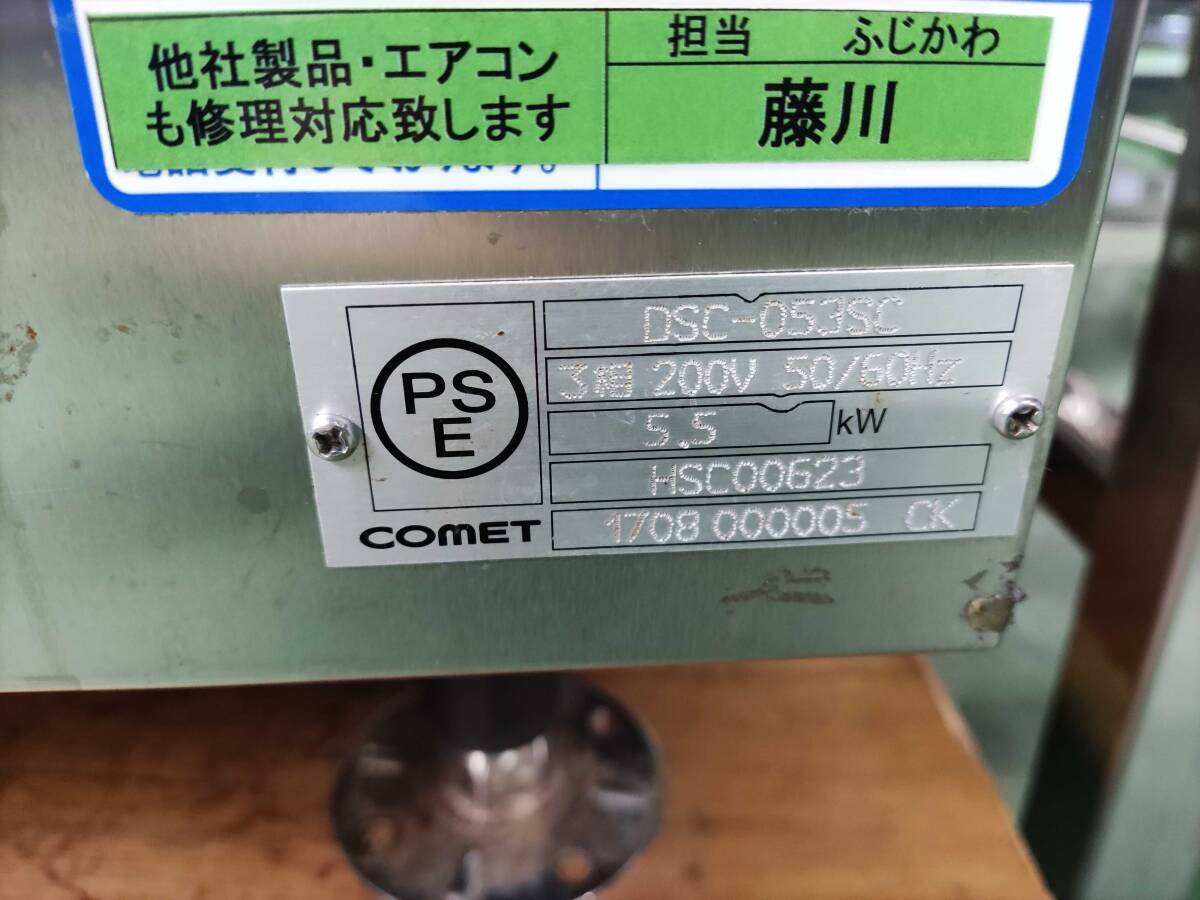 他社製品・エアコン
も修理対応致します
担当 ふじかわ
藤川
DSC-053SC
3相 200V 50/60Hz
5.5 kW
HSC00623
1708 000005 CK
PS
E
COMET